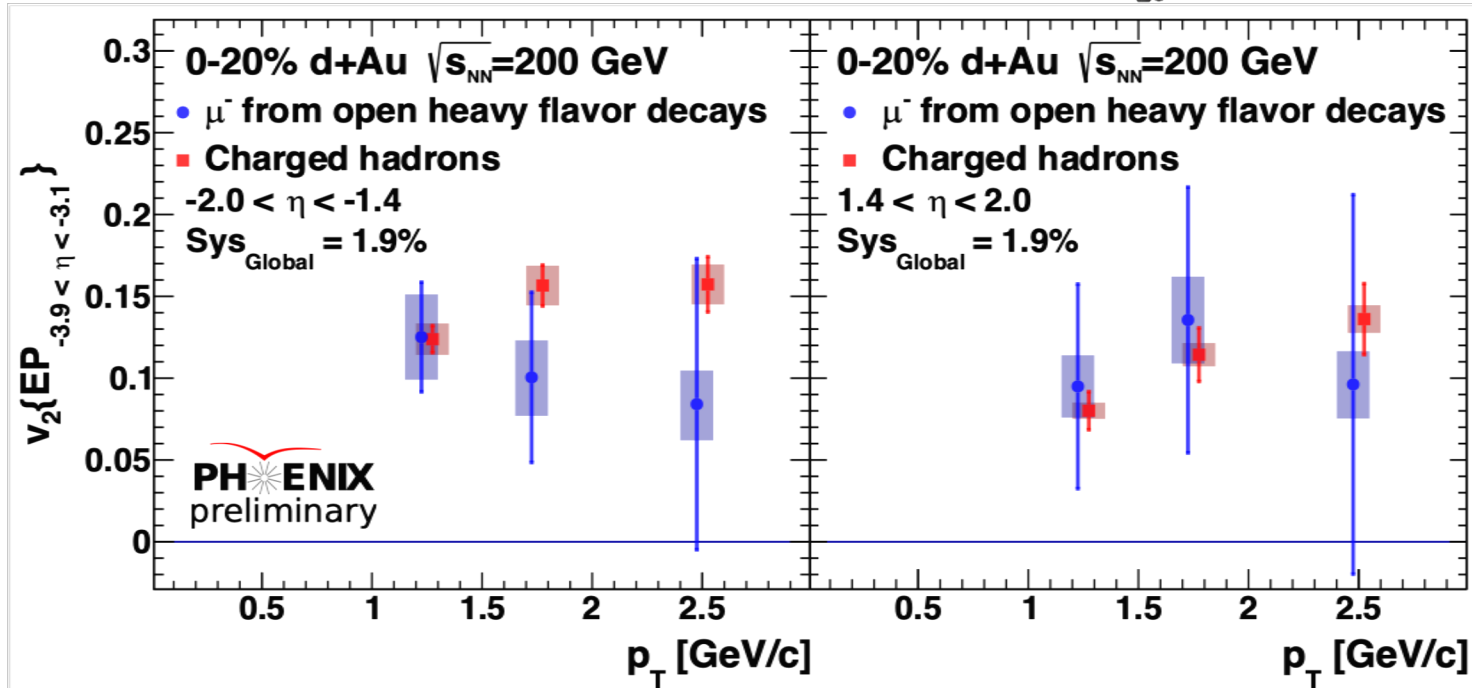 0-20% d+Au √sNN=200 GeV
μ- from open heavy flavor decays
Charged hadrons
-2.0 < η < -1.4
SysGlobal = 1.9%
PHENIX
preliminary
v2{EP-3.9 < η < -3.1}
0.3
0.25
0.2
0.15
0.1
0.05
0
0.5 1 1.5 2 2.5
pT [GeV/c]
0-20% d+Au √sNN=200 GeV
μ- from open heavy flavor decays
Charged hadrons
1.4 < η < 2.0
SysGlobal = 1.9%
0.5 1 1.5 2 2.5
pT [GeV/c]